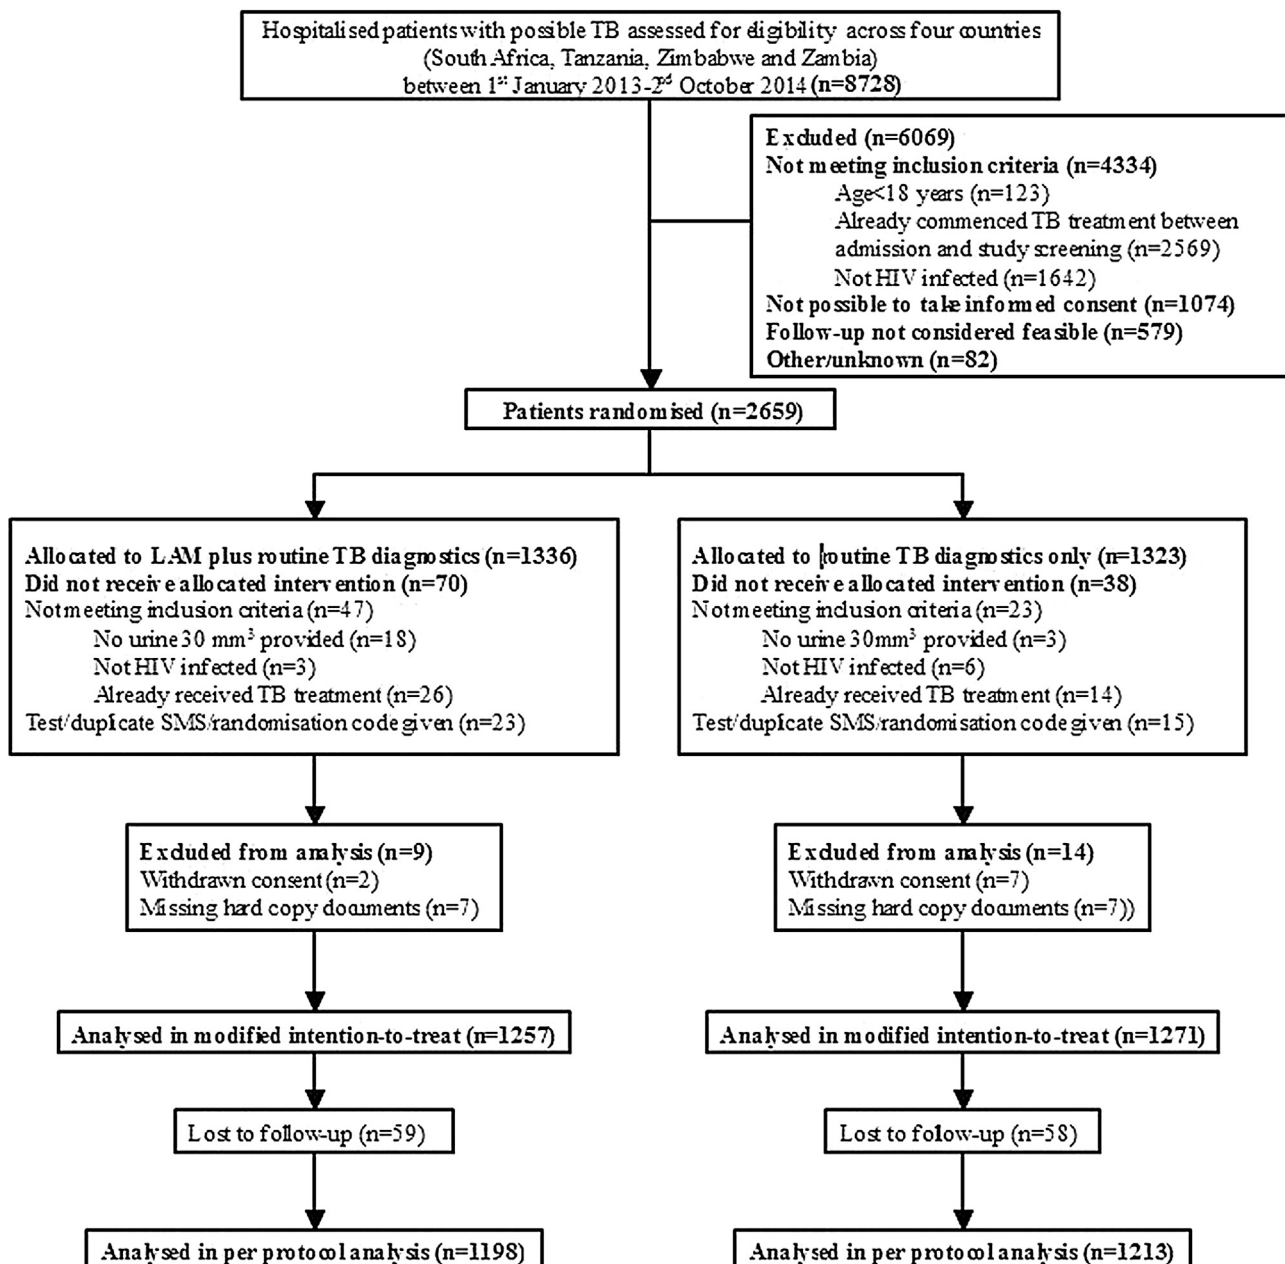 Hospitalised patients with possible TB assessed for eligibility across four countries
(South Africa, Tanzania, Zimbabwe and Zambia)
between 1st January 2013-2nd October 2014 (n=8728)
Excluded (n=6069)
Not meeting inclusion criteria (n=4334)
Age<18 years (n=123)
Already commenced TB treatment between
admission and study screening (n=2569)
Not HIV infected (n=1642)
Not possible to take informed consent (n=1074)
Follow-up not considered feasible (n=579)
Other/unknown (n=82)
Patients randomised (n=2659)
Allocated to LAM plus routine TB diagnostics (n=1336)
Did not receive allocated intervention (n=70)
Not meeting inclusion criteria (n=47)
No urine 30 mm³ provided (n=18)
Not HIV infected (n=3)
Already received TB treatment (n=26)
Test/duplicate SMS/randomisation code given (n=23)
Allocated to routine TB diagnostics only (n=1323)
Did not receive allocated intervention (n=38)
Not meeting inclusion criteria (n=23)
No urine 30mm³ provided (n=3)
Not HIV infected (n=6)
Already received TB treatment (n=14)
Test/duplicate SMS/randomisation code given (n=15)
Excluded from analysis (n=9)
Withdrawn consent (n=2)
Missing hard copy documents (n=7)
Excluded from analysis (n=14)
Withdrawn consent (n=7)
Missing hard copy documents (n=7))
Analysed in modified intention-to-treat (n=1257)
Analysed in modified intention-to-treat (n=1271)
Lost to follow-up (n=59)
Lost to follow-up (n=58)
Analysed in per protocol analysis (n=1198)
Analysed in per protocol analysis (n=1213)